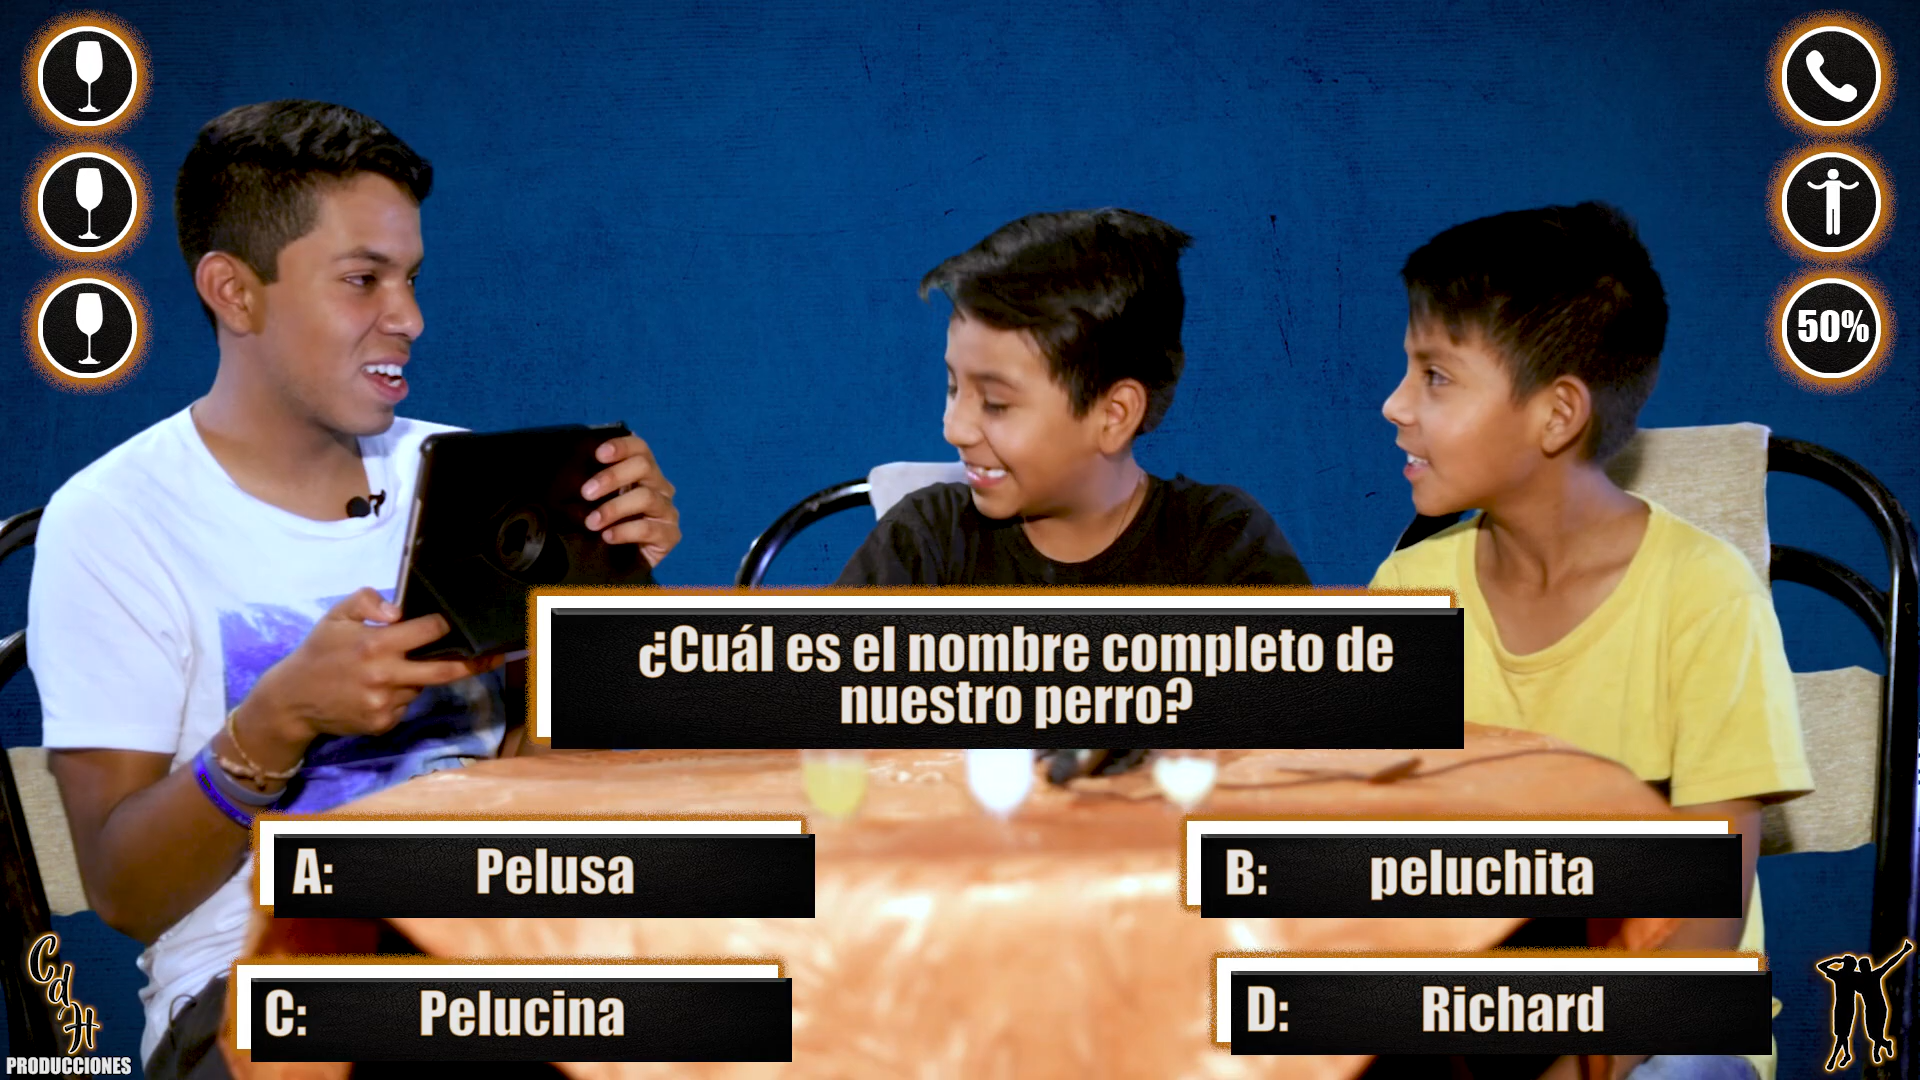 50%
¿Cuál es el nombre completo de
nuestro perro?
A: Pelusa
B: peluchita
C: Pelucina
D: Richard
CdH
PRODUCCIONES